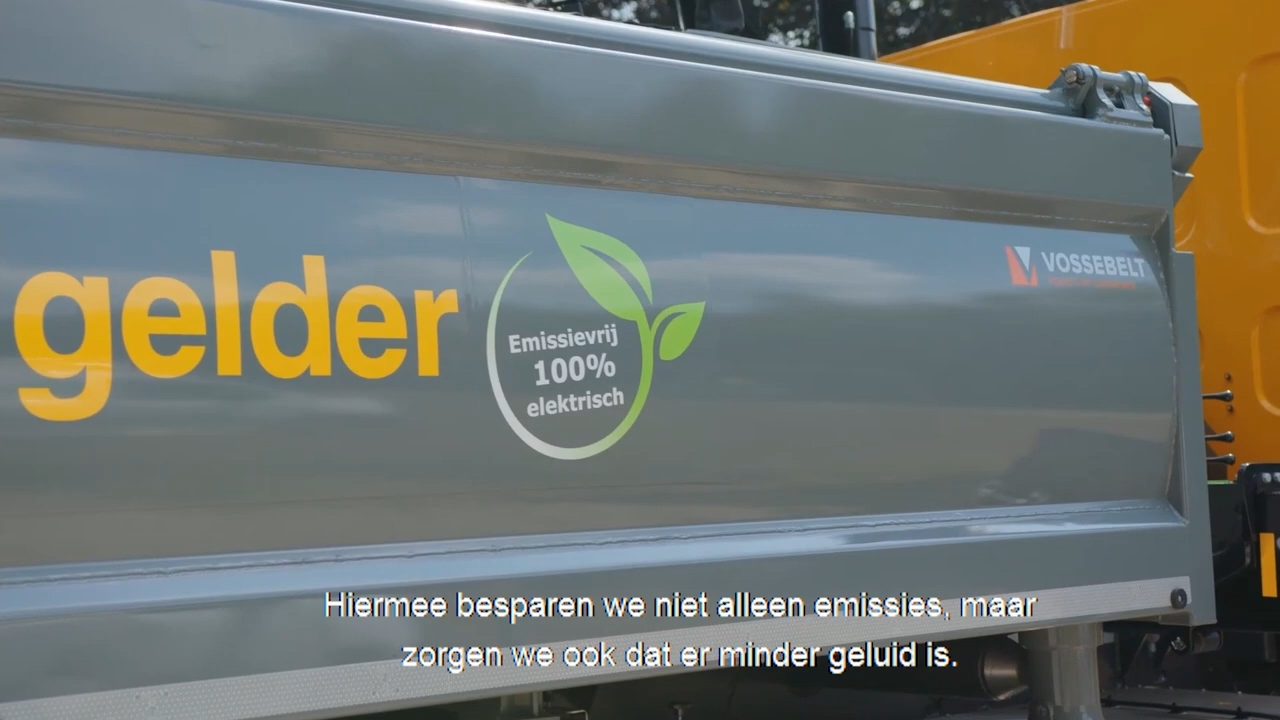 gelder
Emissievrij
100%
elektrisch
VOSSEBELT
Hiermee besparen we niet alleen emissies, maar
zorgen we ook dat er minder geluid is.